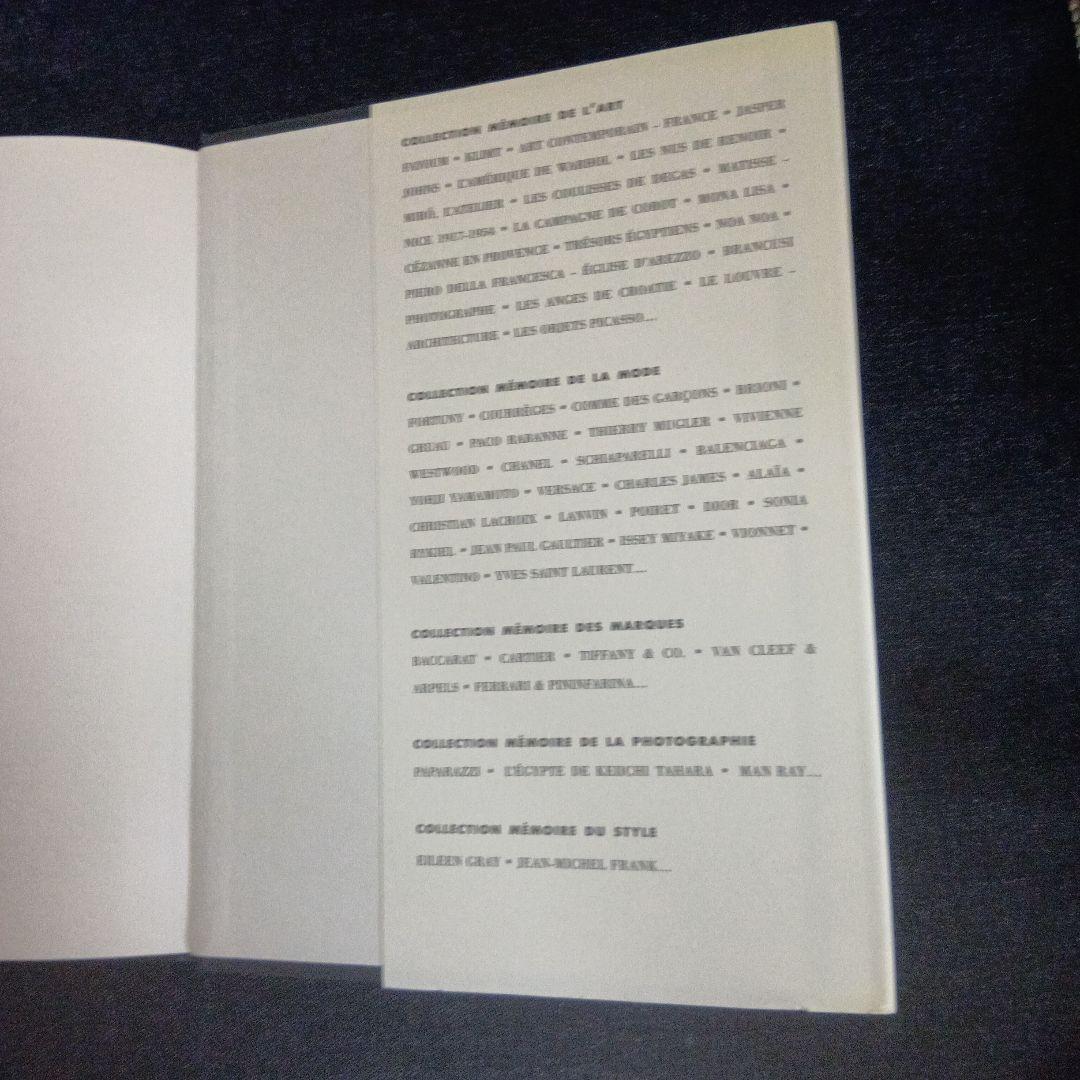 COLLECTION MÉMOIRE DE L'ART
FAYOUM • KLIMT • ART CONTEMPORAIN – FRANCE • JASPER
JOHNS • L'AMÉRIQUE DE WARHOL • LES NUS DE RENOIR •
MIRÓ, L'ATELIER • LES COULISSES DE DEGAS • MATISSE –
NICE 1917-1954 • LA CAMPAGNE DE COROT • MONA LISA •
CÉZANNE EN PROVENCE • TRÉSORS ÉGYPTIENS • NOA NOA •
PIERO DELLA FRANCESCA – ÉGLISE D'AREZZO • BRANCUSI
PHOTOGRAPHE • LES ANGES DE CROATIE • LE LOUVRE –
ARCHITECTURE • LES OBJETS PICASSO...
COLLECTION MÉMOIRE DE LA MODE
FORTUNY • COURRÈGES • COMME DES GARÇONS • BRIONI •
GRUAU • PACO RABANNE • THIERRY MUGLER • VIVIENNE
WESTWOOD • CHANEL • SCHIAPARELLI • BALENCIAGA •
YOHJI YAMAMOTO • VERSACE • CHARLES JAMES • ALAÏA •
CHRISTIAN LACROIX • LANVIN • POIRET • DIOR • SONIA
RYKIEL • JEAN PAUL GAULTIER • ISSEY MIYAKE • VIONNET •
VALENTINO • YVES SAINT LAURENT...
COLLECTION MÉMOIRE DES MARQUES
BACCARAT • CARTIER • TIFFANY & CO. • VAN CLEEF &
ARPELS • FERRARI & PININFARINA...
COLLECTION MÉMOIRE DE LA PHOTOGRAPHIE
PAPARAZZI • L'ÉGYPTE DE KEIICHI TAHARA • MAN RAY...
COLLECTION MÉMOIRE DU STYLE
EILEEN GRAY • JEAN-MICHEL FRANK...